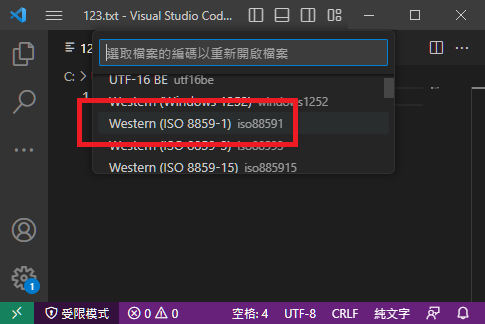 123.txt - Visual Studio Cod...
12
選取檔案的編碼以重新開啟檔案
C:
1
UTF-16 BE utf16be
Western (Windows 1252) windows1252
Western (ISO 8859-1) iso88591
Western (ISO 8859-3) iso88593
Western (ISO 8859-15) iso885915
1
受限模式 0 0 空格: 4 UTF-8 CRLF 純文字